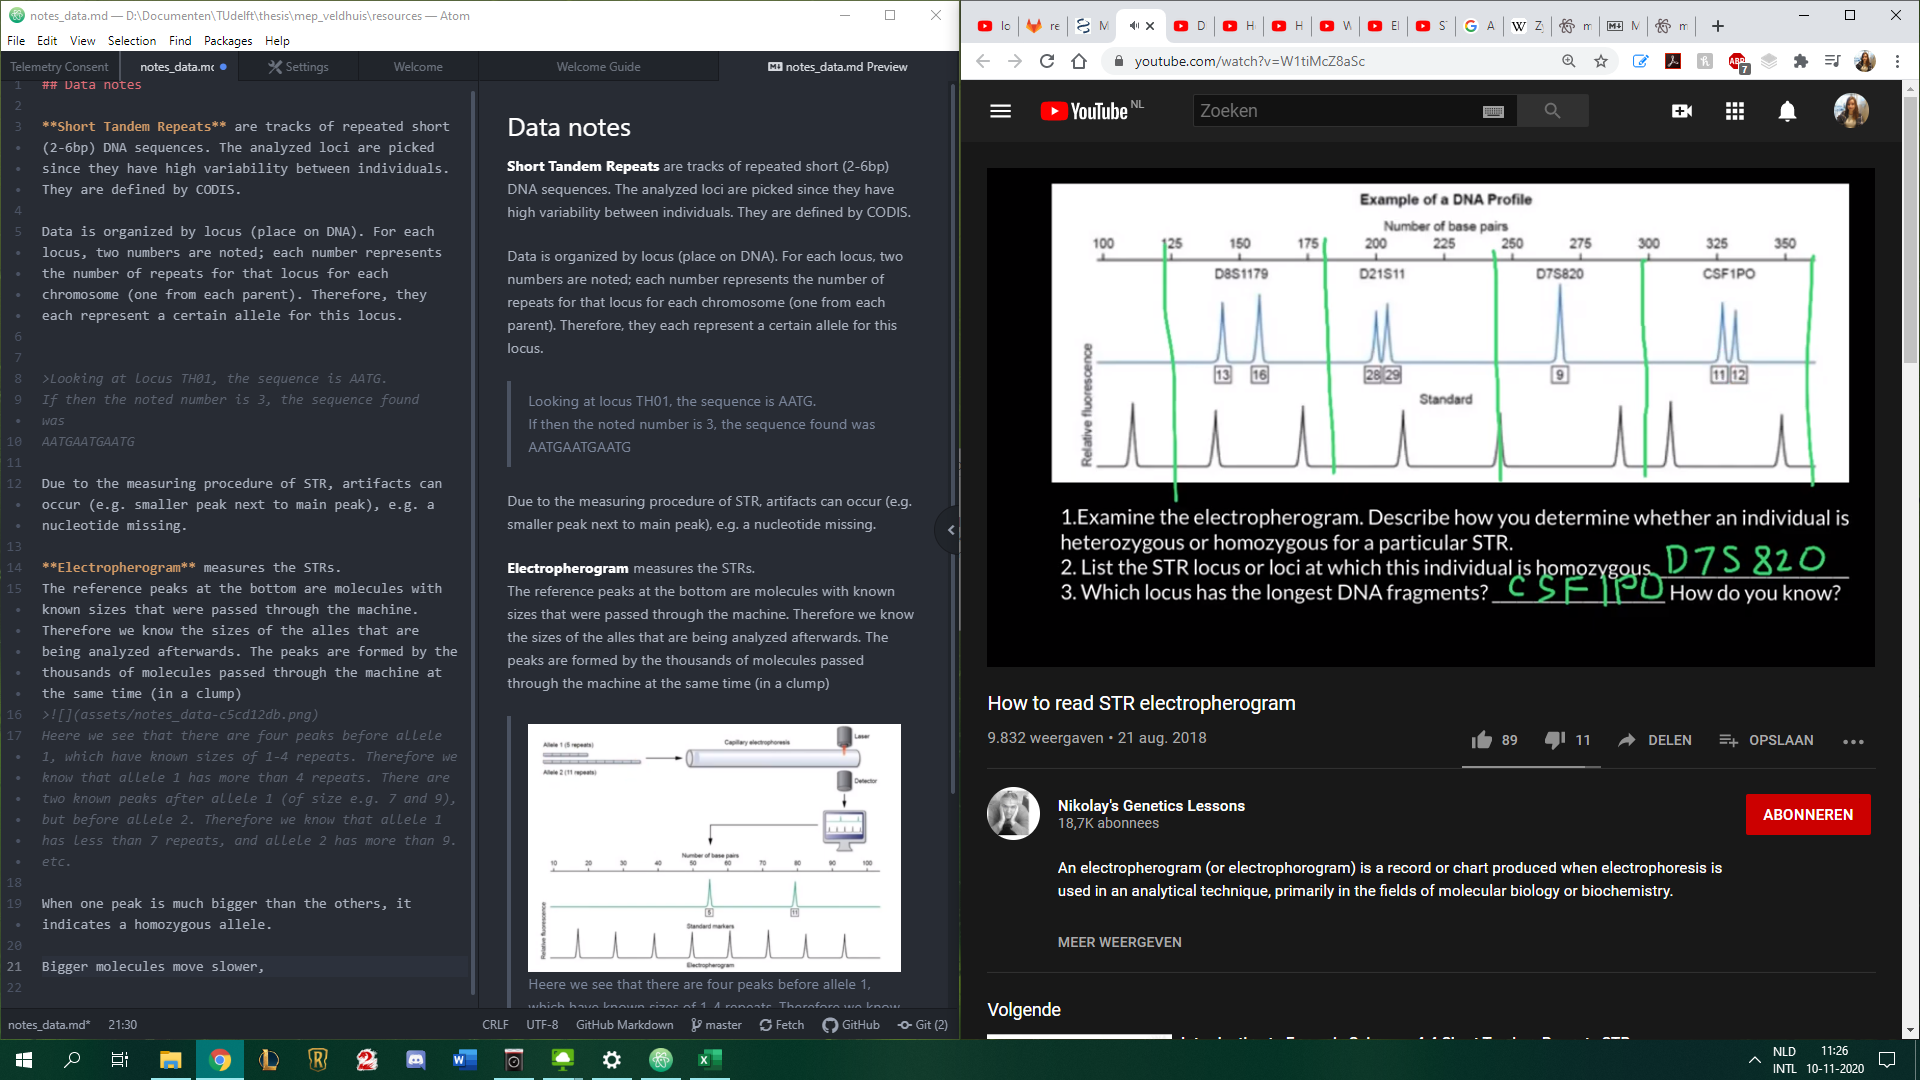 notes_data.md — D:\Documenten\TUdelft\thesis\mep_veldhuis\resources — Atom
File Edit View Selection Find Packages Help
Telemetry Consent
notes_data.mc
Settings
Welcome
Welcome Guide
notes_data.md Preview
1 ## Data notes
2
3 **Short Tandem Repeats** are tracks of repeated short
(2-6bp) DNA sequences. The analyzed loci are picked
since they have high variability between individuals.
They are defined by CODIS.
4
5 Data is organized by locus (place on DNA). For each
locus, two numbers are noted; each number represents
the number of repeats for that locus for each
chromosome (one from each parent). Therefore, they
each represent a certain allele for this locus.
6
7
8 >Looking at locus TH01, the sequence is AATG.
9 If then the noted number is 3, the sequence found
was
10 AATGAATGAATG
11
12 Due to the measuring procedure of STR, artifacts can
occur (e.g. smaller peak next to main peak), e.g. a
nucleotide missing.
13
14 **Electropherogram** measures the STRs.
15 The reference peaks at the bottom are molecules with
known sizes that were passed through the machine.
Therefore we know the sizes of the alles that are
being analyzed afterwards. The peaks are formed by the
thousands of molecules passed through the machine at
the same time (in a clump)
16 >![](assets/notes_data-c5cd12db.png)
17 Heere we see that there are four peaks before allele
1, which have known sizes of 1-4 repeats. Therefore we
know that allele 1 has more than 4 repeats. There are
two known peaks after allele 1 (of size e.g. 7 and 9),
but before allele 2. Therefore we know that allele 1
has less than 7 repeats, and allele 2 has more than 9.
etc.
18
19 When one peak is much bigger than the others, it
indicates a homozygous allele.
20
21 Bigger molecules move slower,
22
Data notes
Short Tandem Repeats are tracks of repeated short (2-6bp)
DNA sequences. The analyzed loci are picked since they have
high variability between individuals. They are defined by CODIS.
Data is organized by locus (place on DNA). For each locus, two
numbers are noted; each number represents the number of
repeats for that locus for each chromosome (one from each
parent). Therefore, they each represent a certain allele for this
locus.
Looking at locus TH01, the sequence is AATG.
If then the noted number is 3, the sequence found was
AATGAATGAATG
Due to the measuring procedure of STR, artifacts can occur (e.g.
smaller peak next to main peak), e.g. a nucleotide missing.
Electropherogram measures the STRs.
The reference peaks at the bottom are molecules with known
sizes that were passed through the machine. Therefore we know
the sizes of the alles that are being analyzed afterwards. The
peaks are formed by the thousands of molecules passed
through the machine at the same time (in a clump)
Allele 1 (5 repeats)
Allele 2 (11 repeats)
Capillary electrophoresis
Laser
Detector
Number of base pairs
10 20 30 40 50 60 70 80 90 100
5 11
Standard markers
Relative fluorescence
Electropherogram
Heere we see that there are four peaks before allele 1,
which have known sizes of 1-4 repeats. Therefore we know
notes_data.md* 21:30
CRLF UTF-8 GitHub Markdown master Fetch GitHub Git (2)
youtube.com/watch?v=W1tiMcZ8aSc
ABP
7
YouTube NL
Zoeken
Example of a DNA Profile
Number of base pairs
100 125 150 175 200 225 250 275 300 325 350
D8S1179 D21S11 D7S820 CSF1PO
13 16 28 29 9 11 12
Standard
Relative fluorescence
1.Examine the electropherogram. Describe how you determine whether an individual is
heterozygous or homozygous for a particular STR.
2. List the STR locus or loci at which this individual is homozygous D7S820
3. Which locus has the longest DNA fragments? CSF1PO How do you know?
How to read STR electropherogram
9.832 weergaven • 21 aug. 2018
89 11 DELEN OPSLAAN
Nikolay's Genetics Lessons
18,7K abonnees
ABONNEREN
An electropherogram (or electrophorogram) is a record or chart produced when electrophoresis is
used in an analytical technique, primarily in the fields of molecular biology or biochemistry.
MEER WEERGEVEN
Volgende
NLD
INTL
11:26
10-11-2020